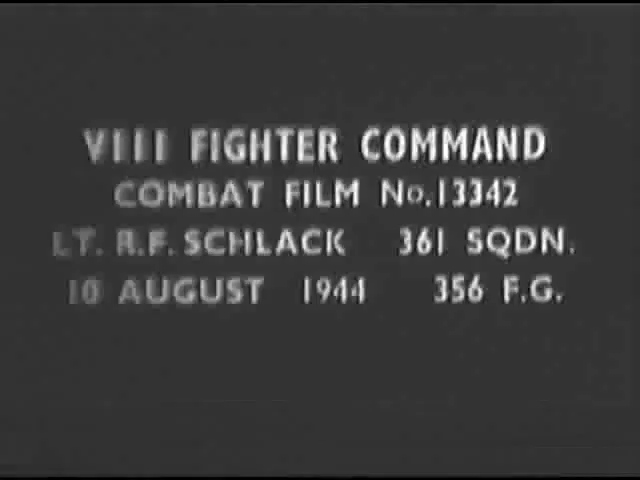 VIII FIGHTER COMMAND
COMBAT FILM No.13342
LT. R.F. SCHLACK 361 SQDN.
10 AUGUST 1944 356 F.G.